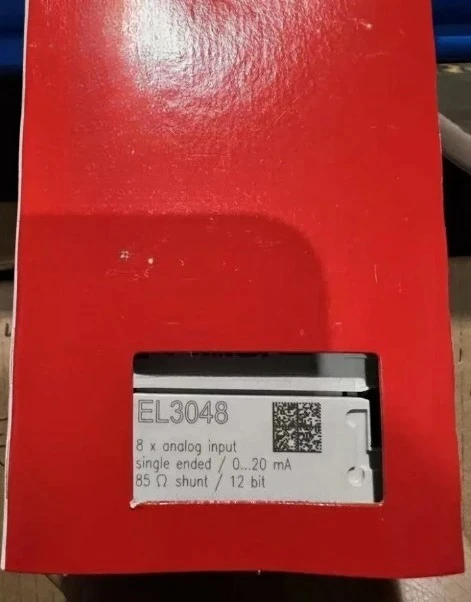 EL3048
8 x analog input
single ended / 0...20 mA
85 Ω shunt / 12 bit